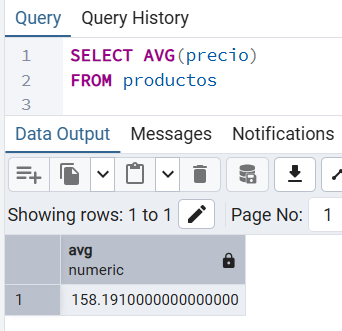 Query Query History
1 SELECT AVG(precio)
2 FROM productos
3
Data Output Messages Notifications
Showing rows: 1 to 1 Page No: 1
avg
numeric
1 158.1910000000000000